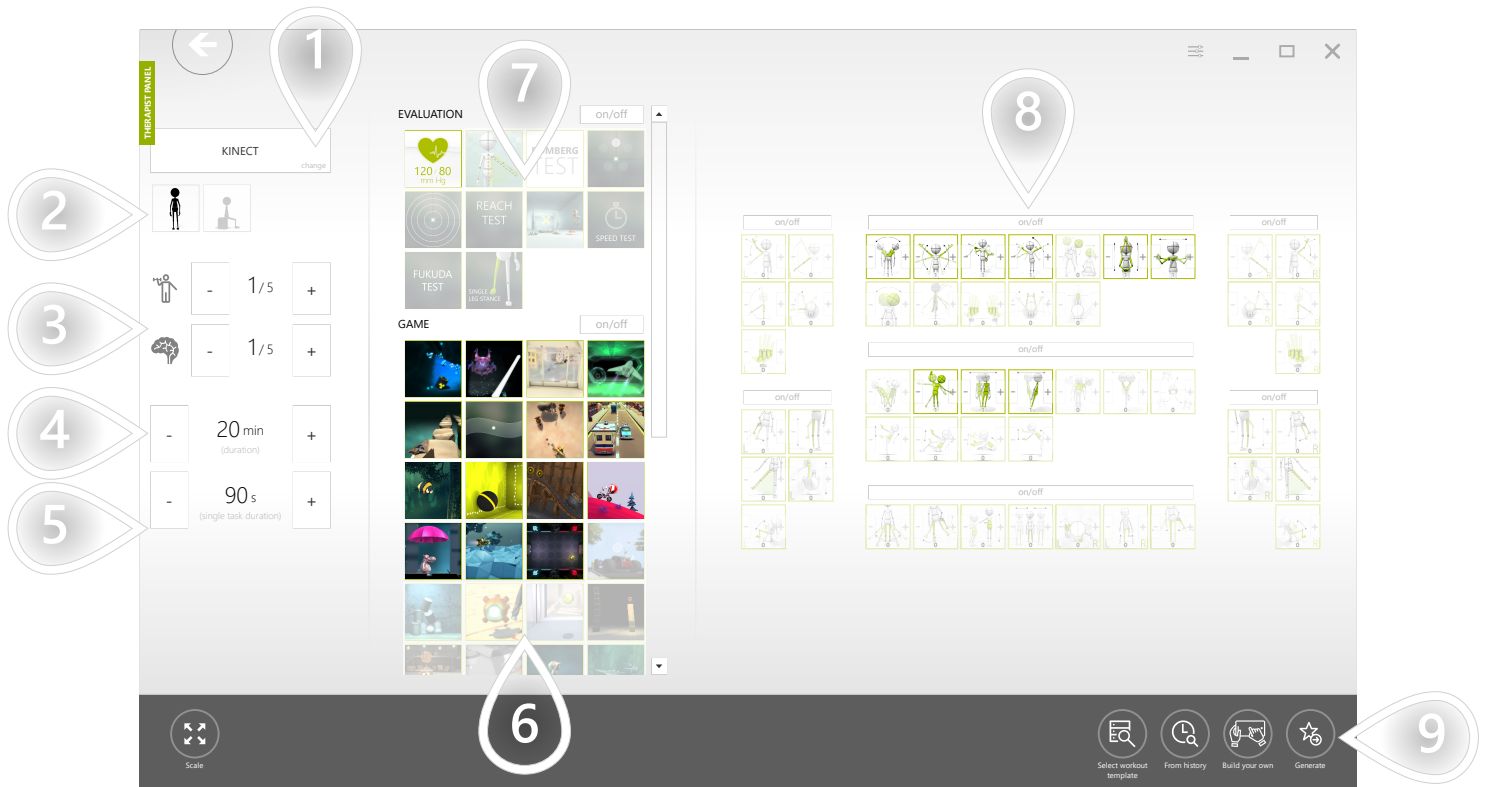 1
THERAPIST PANEL
KINECT
change
2
1/5
-
+
3
1/5
-
+
4
20 min
(duration)
-
+
5
90 s
(single task duration)
-
+
7
EVALUATION
on/off
120/80
mm Hg
TEST
REACH
TEST
SPEED TEST
FUKUDA
TEST
SINGLE
LEG STANCE
GAME
on/off
6
8
on/off
on/off
on/off
on/off
on/off
on/off
on/off
Scale
Select workout
template
From history
Build your own
Generate
9